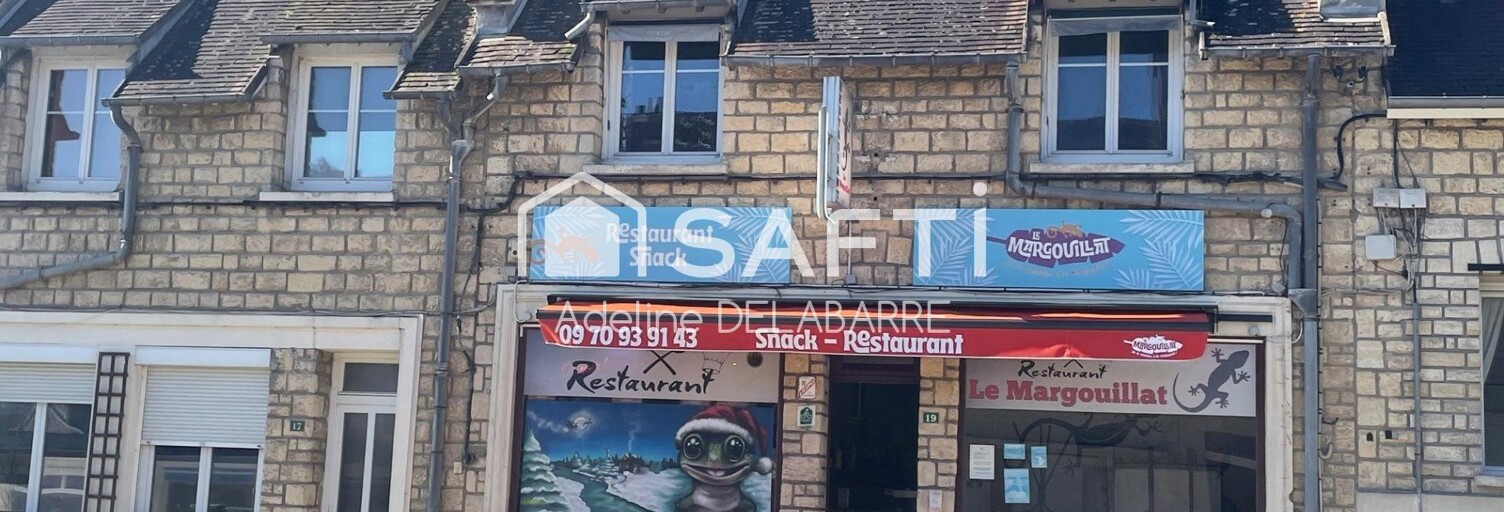 Restaurant
Snack
SAFTI
LE
MARGOUILLAT
Adeline DELABARRE
09 70 93 91 43 Snack - Restaurant
MARGOUILLAT
Restaurant
Restaurant
Le Margouillat
17
19